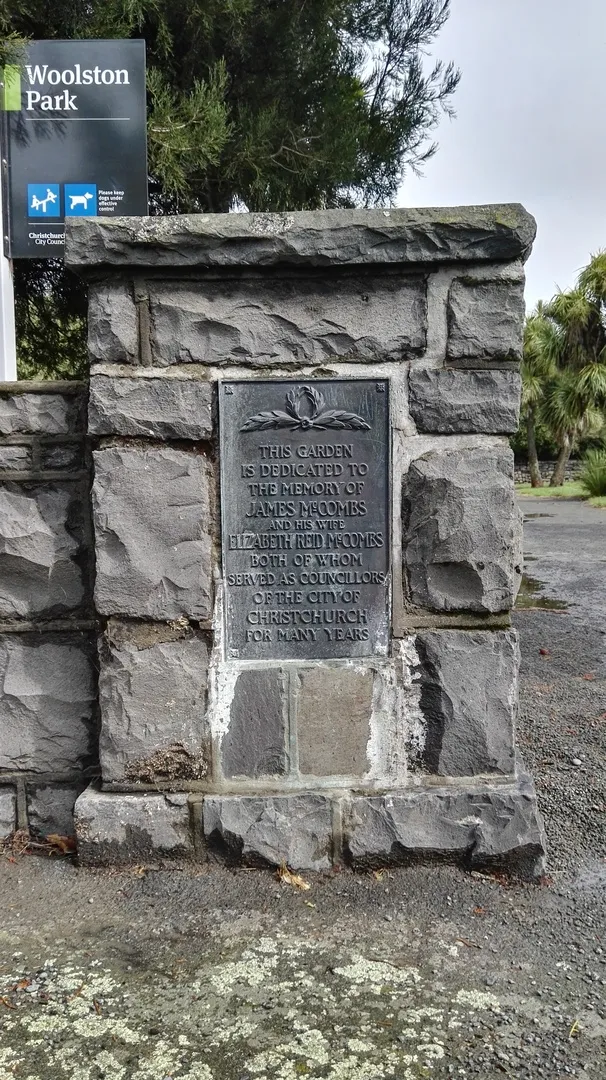 Woolston
Park
Please keep
dogs under
effective
control
Christchurch
City Council
THIS GARDEN
IS DEDICATED TO
THE MEMORY OF
JAMES McCOMBS
AND HIS WIFE
ELIZABETH REID McCOMBS
BOTH OF WHOM
SERVED AS COUNCILLORS
OF THE CITY OF
CHRISTCHURCH
FOR MANY YEARS